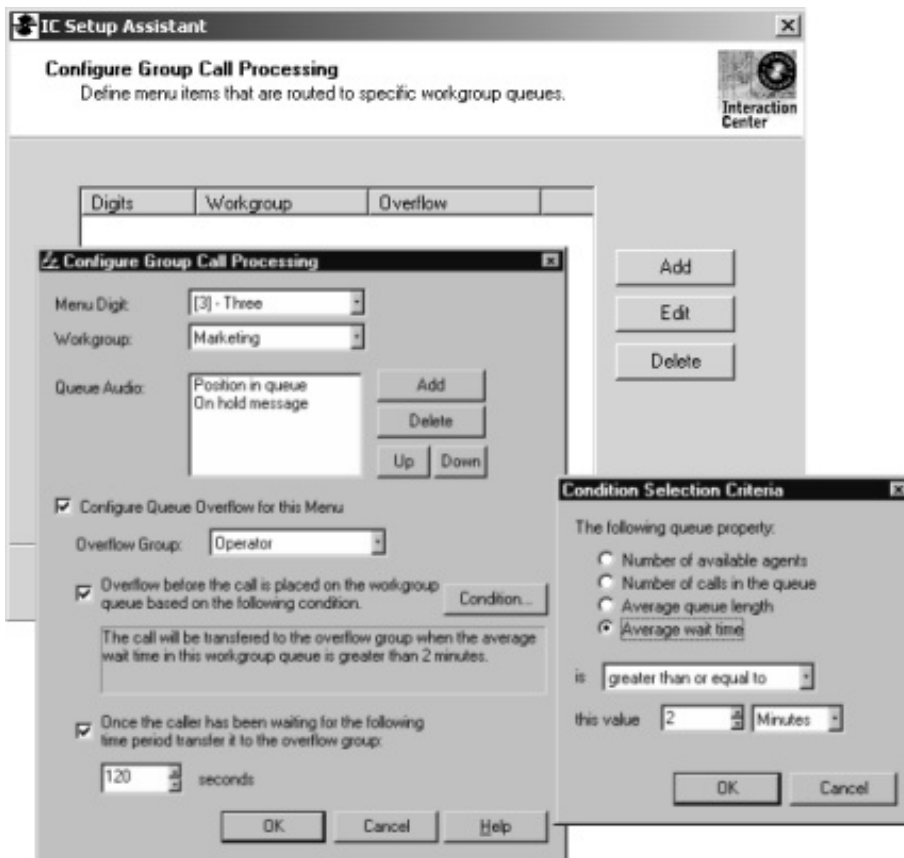 IC Setup Assistant
Configure Group Call Processing
Define menu items that are routed to specific workgroup queues.
Interaction
Center
Digits
Workgroup
Overflow
Add
Edit
Delete
Configure Group Call Processing
Menu Digit:
[3] - Three
Workgroup:
Marketing
Queue Audio:
Position in queue
On hold message
Add
Delete
Up
Down
Configure Queue Overflow for this Menu
Overflow Group:
Operator
Overflow before the call is placed on the workgroup
queue based on the following condition.
Condition...
The call will be transfered to the overflow group when the average
wait time in this workgroup queue is greater than 2 minutes.
Once the caller has been waiting for the following
time period transfer it to the overflow group:
120
seconds
OK
Cancel
Help
Condition Selection Criteria
The following queue property:
Number of available agents
Number of calls in the queue
Average queue length
Average wait time
is
greater than or equal to
this value
2
Minutes
OK
Cancel